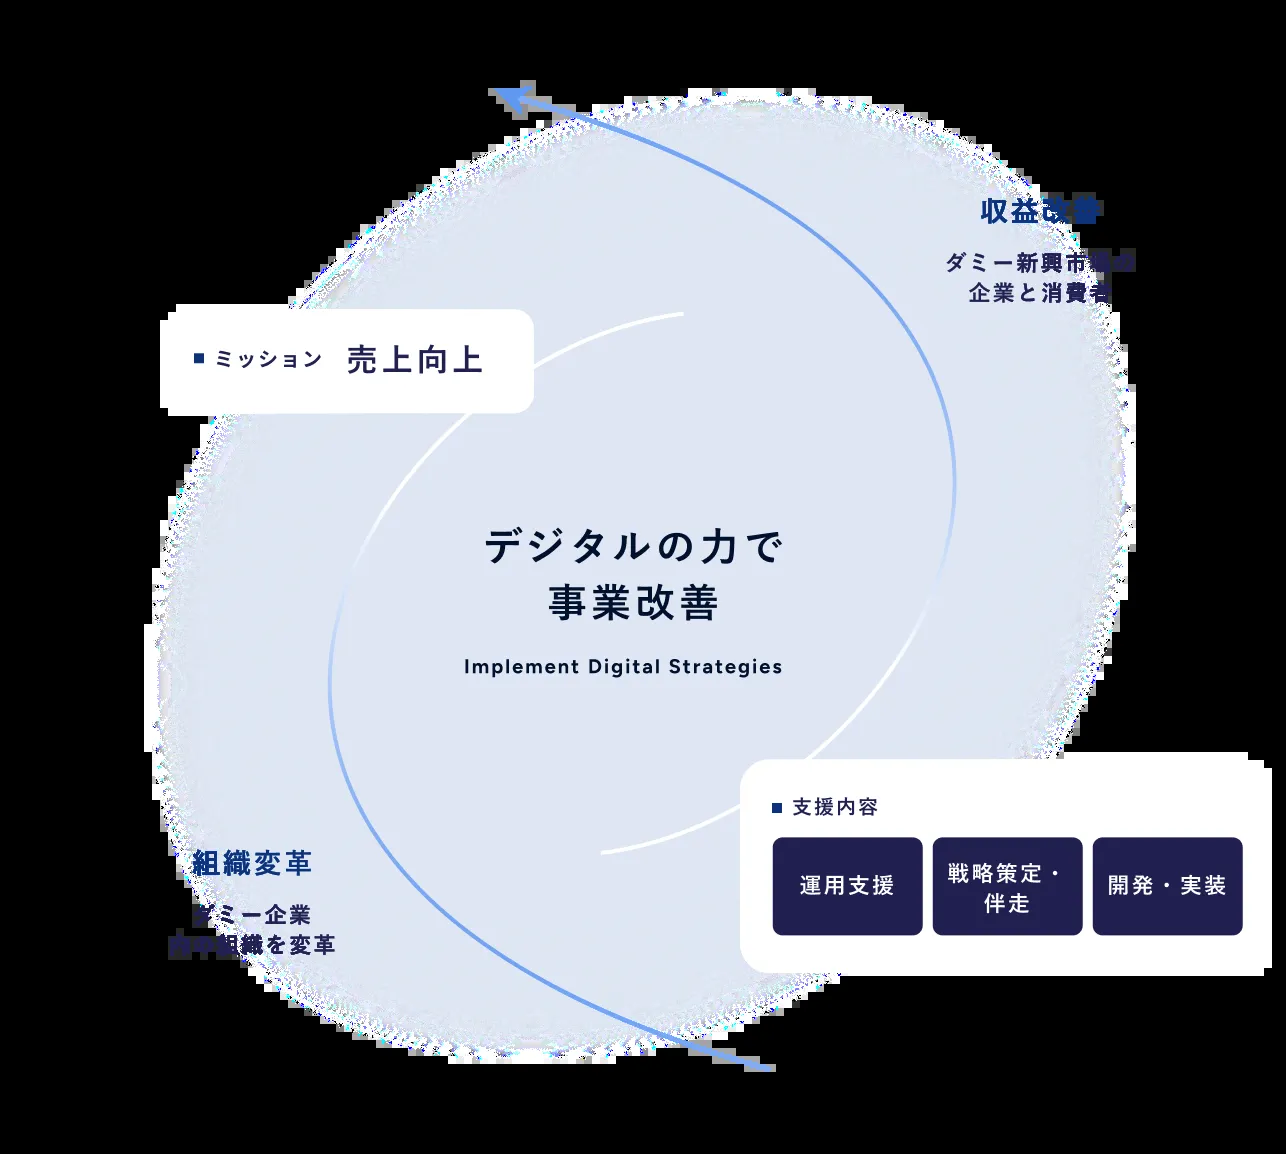 収益改善
ダミー新興市場の
企業と消費者
ミッション 売上向上
デジタルの力で
事業改善
Implement Digital Strategies
支援内容
運用支援
戦略策定・
伴走
開発・実装
組織変革
ダミー企業
内の組織を変革